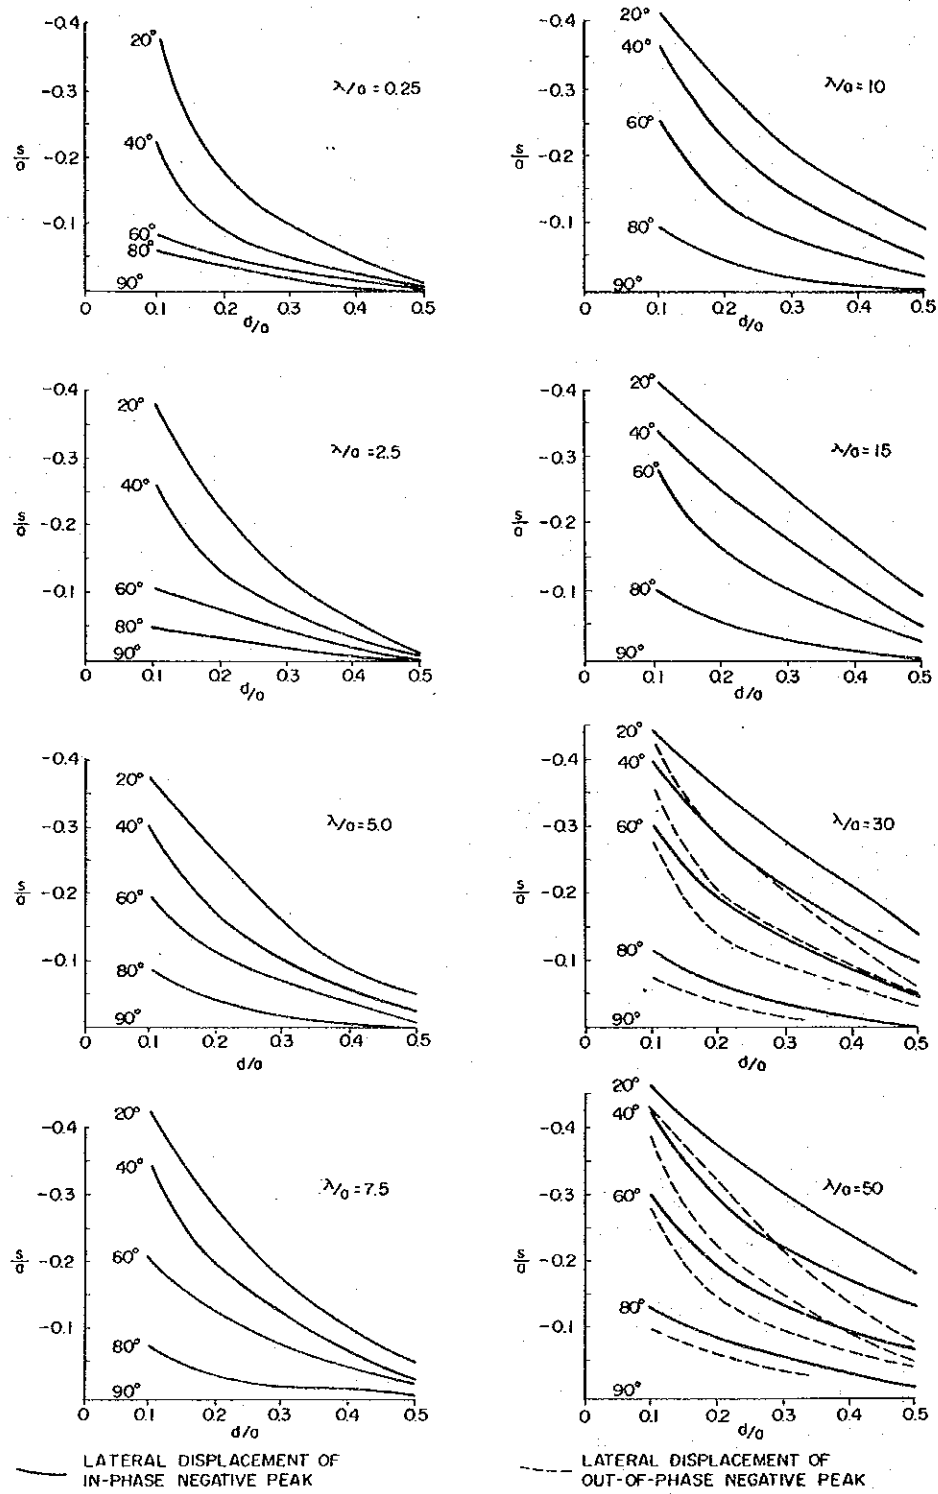 -0.4
-0.3
s/a
-0.2
-0.1
20°
40°
60°
80°
90°
λ/a = 0.25
0 0.1 0.2 0.3 0.4 0.5
d/a
-0.4
-0.3
s/a
-0.2
-0.1
20°
40°
60°
80°
90°
λ/a = 10
0 0.1 0.2 0.3 0.4 0.5
d/a
-0.4
-0.3
s/a
-0.2
-0.1
20°
40°
60°
80°
90°
λ/a = 2.5
0 0.1 0.2 0.3 0.4 0.5
d/a
-0.4
-0.3
s/a
-0.2
-0.1
20°
40°
60°
80°
90°
λ/a = 15
0 0.1 0.2 0.3 0.4 0.5
d/a
-0.4
-0.3
s/a
-0.2
-0.1
20°
40°
60°
80°
90°
λ/a = 5.0
0 0.1 0.2 0.3 0.4 0.5
d/a
-0.4
-0.3
s/a
-0.2
-0.1
20°
40°
60°
80°
90°
λ/a = 30
0 0.1 0.2 0.3 0.4 0.5
d/a
-0.4
-0.3
s/a
-0.2
-0.1
20°
40°
60°
80°
90°
λ/a = 7.5
0 0.1 0.2 0.3 0.4 0.5
d/a
-0.4
-0.3
s/a
-0.2
-0.1
20°
40°
60°
80°
90°
λ/a = 50
0 0.1 0.2 0.3 0.4 0.5
d/a
LATERAL DISPLACEMENT OF
IN-PHASE NEGATIVE PEAK
LATERAL DISPLACEMENT OF
OUT-OF-PHASE NEGATIVE PEAK